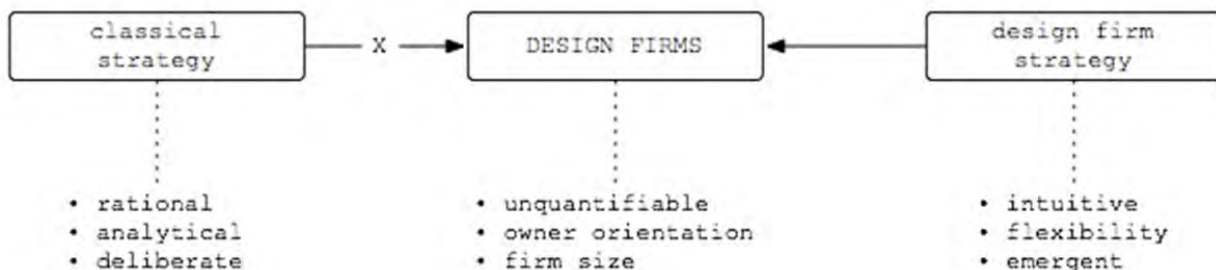 classical
strategy
X
DESIGN FIRMS
design firm
strategy
• rational
• analytical
• deliberate
• unquantifiable
• owner orientation
• firm size
• intuitive
• flexibility
• emergent